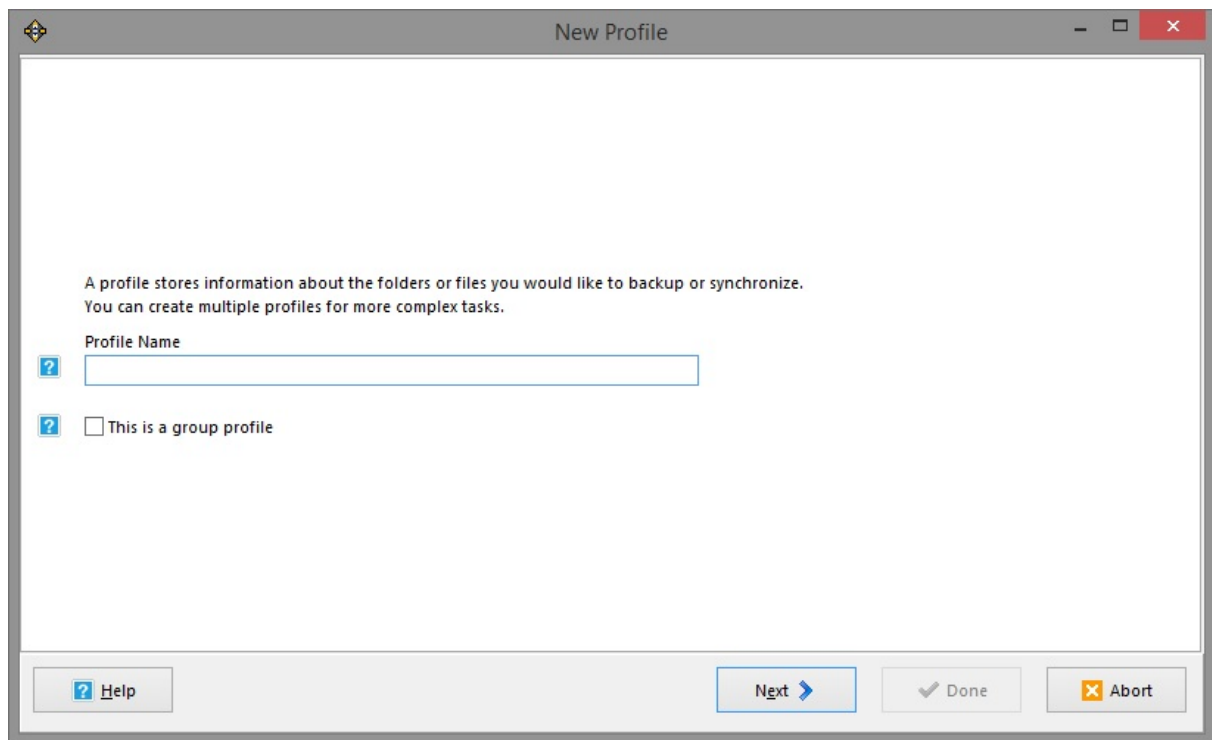 New Profile
A profile stores information about the folders or files you would like to backup or synchronize.
You can create multiple profiles for more complex tasks.
Profile Name
?
? This is a group profile
? Help
Next
Done
Abort